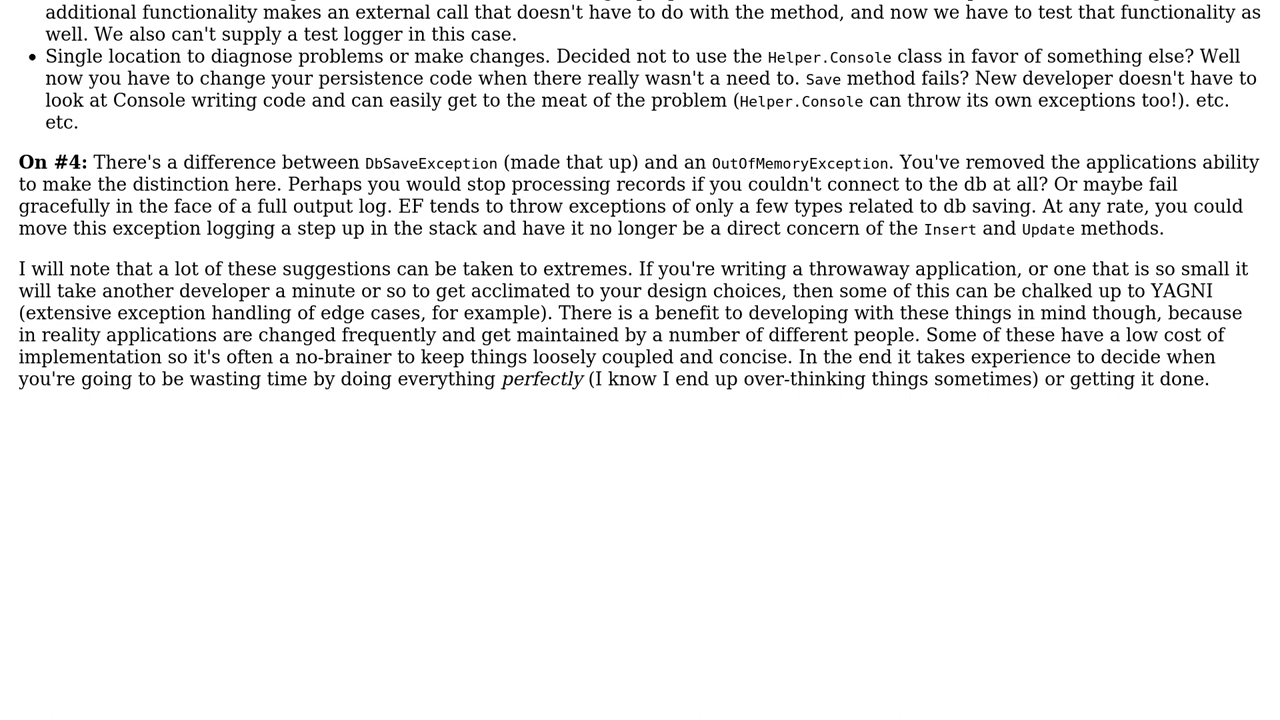 additional functionality makes an external call that doesn't have to do with the method, and now we have to test that functionality as
well. We also can't supply a test logger in this case.
• Single location to diagnose problems or make changes. Decided not to use the Helper.Console class in favor of something else? Well
now you have to change your persistence code when there really wasn't a need to. Save method fails? New developer doesn't have to
look at Console writing code and can easily get to the meat of the problem (Helper.Console can throw its own exceptions too!). etc.
etc.
On #4: There's a difference between DbSaveException (made that up) and an OutOfMemoryException. You've removed the applications ability
to make the distinction here. Perhaps you would stop processing records if you couldn't connect to the db at all? Or maybe fail
gracefully in the face of a full output log. EF tends to throw exceptions of only a few types related to db saving. At any rate, you could
move this exception logging a step up in the stack and have it no longer be a direct concern of the Insert and Update methods.
I will note that a lot of these suggestions can be taken to extremes. If you're writing a throwaway application, or one that is so small it
will take another developer a minute or so to get acclimated to your design choices, then some of this can be chalked up to YAGNI
(extensive exception handling of edge cases, for example). There is a benefit to developing with these things in mind though, because
in reality applications are changed frequently and get maintained by a number of different people. Some of these have a low cost of
implementation so it's often a no-brainer to keep things loosely coupled and concise. In the end it takes experience to decide when
you're going to be wasting time by doing everything perfectly (I know I end up over-thinking things sometimes) or getting it done.